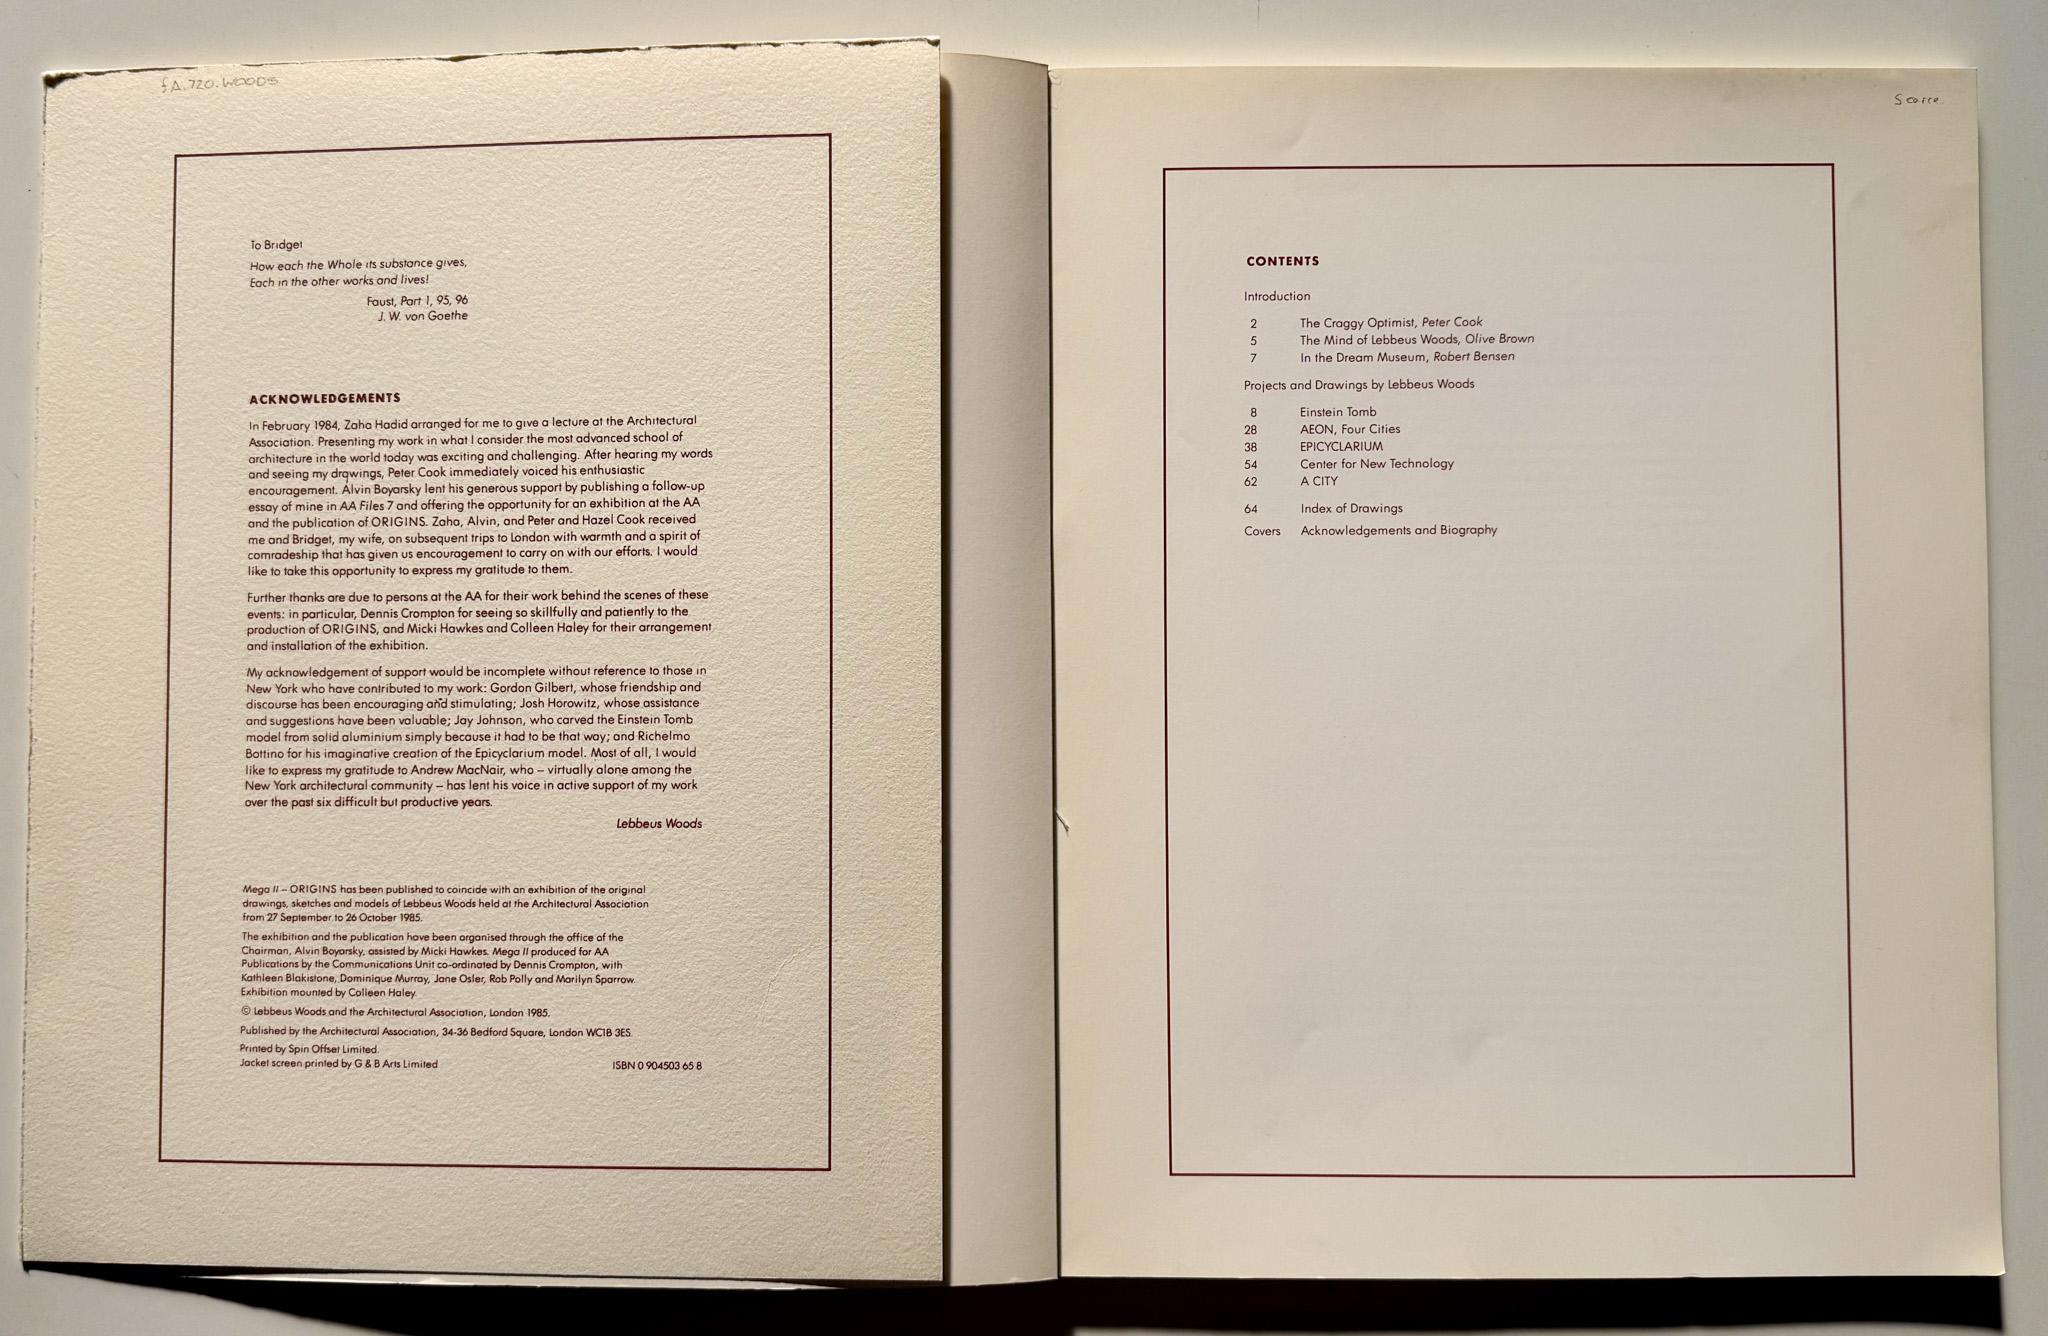 £A.720.WOODS
To Bridget
How each the Whole its substance gives,
Each in the other works and lives!
Faust, Part 1, 95, 96
J. W. von Goethe
ACKNOWLEDGEMENTS
In February 1984, Zaha Hadid arranged for me to give a lecture at the Architectural
Association. Presenting my work in what I consider the most advanced school of
architecture in the world today was exciting and challenging. After hearing my words
and seeing my drawings, Peter Cook immediately voiced his enthusiastic
encouragement. Alvin Boyarsky lent his generous support by publishing a follow-up
essay of mine in AA Files 7 and offering the opportunity for an exhibition at the AA
and the publication of ORIGINS. Zaha, Alvin, and Peter and Hazel Cook received
me and Bridget, my wife, on subsequent trips to London with warmth and a spirit of
comradeship that has given us encouragement to carry on with our efforts. I would
like to take this opportunity to express my gratitude to them.
Further thanks are due to persons at the AA for their work behind the scenes of these
events: in particular, Dennis Crompton for seeing so skillfully and patiently to the
production of ORIGINS, and Micki Hawkes and Colleen Haley for their arrangement
and installation of the exhibition.
My acknowledgement of support would be incomplete without reference to those in
New York who have contributed to my work: Gordon Gilbert, whose friendship and
discourse has been encouraging and stimulating; Josh Horowitz, whose assistance
and suggestions have been valuable; Jay Johnson, who carved the Einstein Tomb
model from solid aluminium simply because it had to be that way; and Richelmo
Bottino for his imaginative creation of the Epicyclarium model. Most of all, I would
like to express my gratitude to Andrew MacNair, who – virtually alone among the
New York architectural community – has lent his voice in active support of my work
over the past six difficult but productive years.
Lebbeus Woods
Mega II – ORIGINS has been published to coincide with an exhibition of the original
drawings, sketches and models of Lebbeus Woods held at the Architectural Association
from 27 September to 26 October 1985.
The exhibition and the publication have been organised through the office of the
Chairman, Alvin Boyarsky, assisted by Micki Hawkes. Mega II produced for AA
Publications by the Communications Unit co-ordinated by Dennis Crompton, with
Kathleen Blakistone, Dominique Murray, Jane Osler, Rob Polly and Marilyn Sparrow.
Exhibition mounted by Colleen Haley.
© Lebbeus Woods and the Architectural Association, London 1985.
Published by the Architectural Association, 34-36 Bedford Square, London WC1B 3ES.
Printed by Spin Offset Limited.
Jacket screen printed by G & B Arts Limited
ISBN 0 904503 65 8
Scarce.
CONTENTS
Introduction
2 The Craggy Optimist, Peter Cook
5 The Mind of Lebbeus Woods, Olive Brown
7 In the Dream Museum, Robert Bensen
Projects and Drawings by Lebbeus Woods
8 Einstein Tomb
28 AEON, Four Cities
38 EPICYCLARIUM
54 Center for New Technology
62 A CITY
64 Index of Drawings
Covers Acknowledgements and Biography